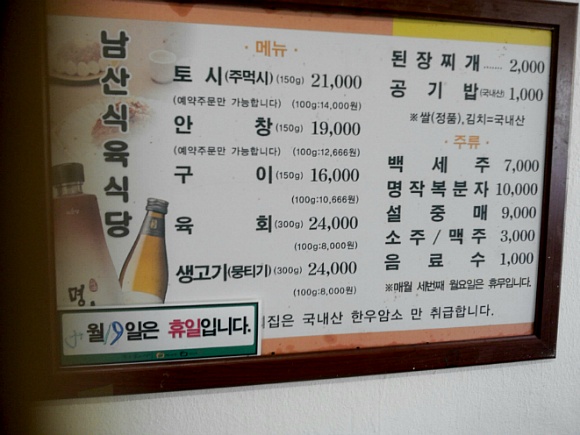 남산식육식당
· 메뉴 ·
토시(주먹시)(150g) 21,000
(예약주문만 가능합니다) (100g:14,000원)
안창(150g) 19,000
(예약주문만 가능합니다) (100g:12,666원)
구이(150g) 16,000
(100g:10,666원)
육회(300g) 24,000
(100g:8,000원)
생고기(뭉티기)(300g) 24,000
(100g:8,000원)
된장찌개....... 2,000
공기밥(국내산) 1,000
※쌀(정품),김치=국내산
· 주류 ·
백세주 7,000
명작복분자 10,000
설중매 9,000
소주/맥주 3,000
음료수 1,000
※매월 세번째 월요일은 휴무입니다.
집은 국내산 한우암소 만 취급합니다.
월 19일은 휴일입니다.
명